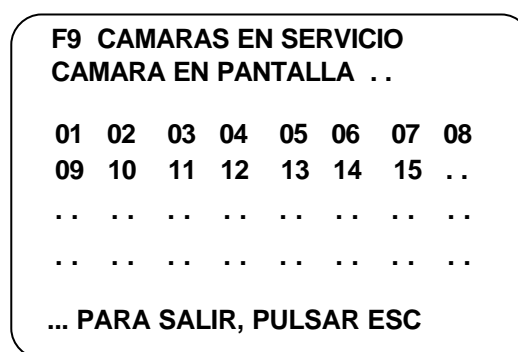 F9 CAMARAS EN SERVICIO
CAMARA EN PANTALLA . .
01 02 03 04 05 06 07 08
09 10 11 12 13 14 15 . .
. . . . . . . . . . . . . . . .
. . . . . . . . . . . . . . . .
... PARA SALIR, PULSAR ESC